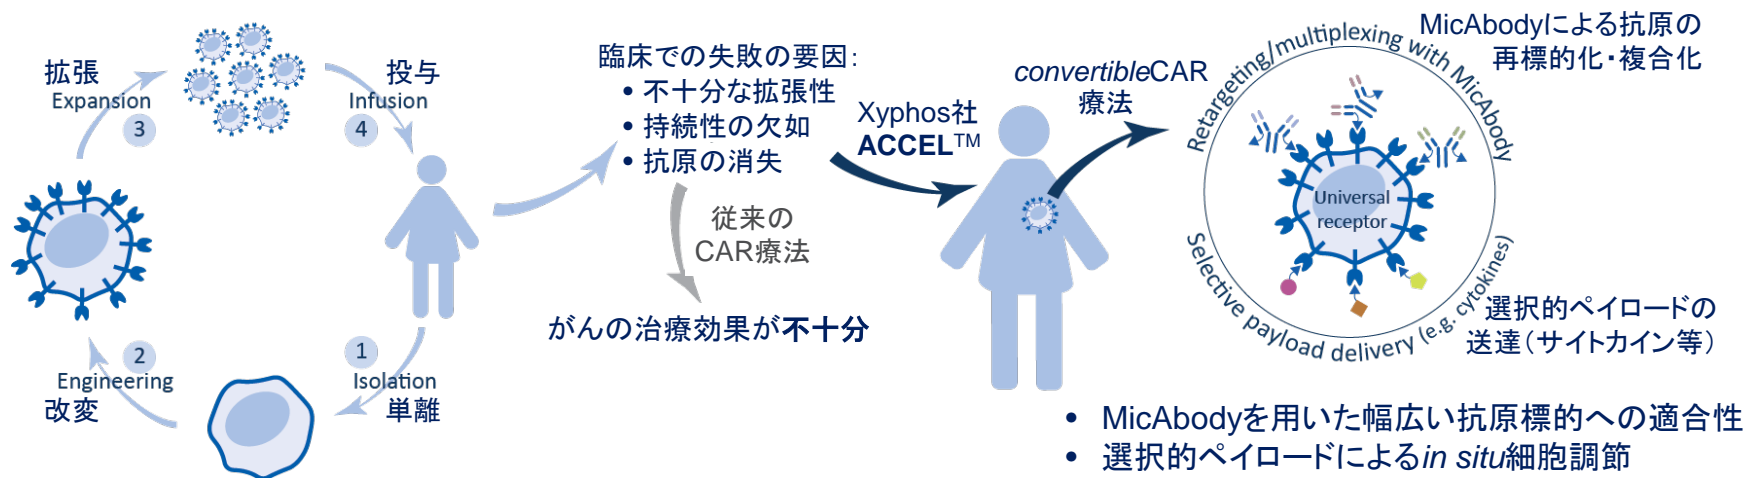 拡張
Expansion
3
投与
Infusion
4
2
Engineering
改変
1
Isolation
単離
臨床での失敗の要因：
• 不十分な拡張性
• 持続性の欠如
• 抗原の消失
従来の
CAR療法
がんの治療効果が不十分
Xyphos社
ACCEL™
convertibleCAR
療法
Retargeting/multiplexing with MicAbody
MicAbodyによる抗原の
再標的化・複合化
Universal
receptor
Selective payload delivery (e.g. cytokines)
選択的ペイロードの
送達（サイトカイン等）
• MicAbodyを用いた幅広い抗原標的への適合性
• 選択的ペイロードによるin situ細胞調節